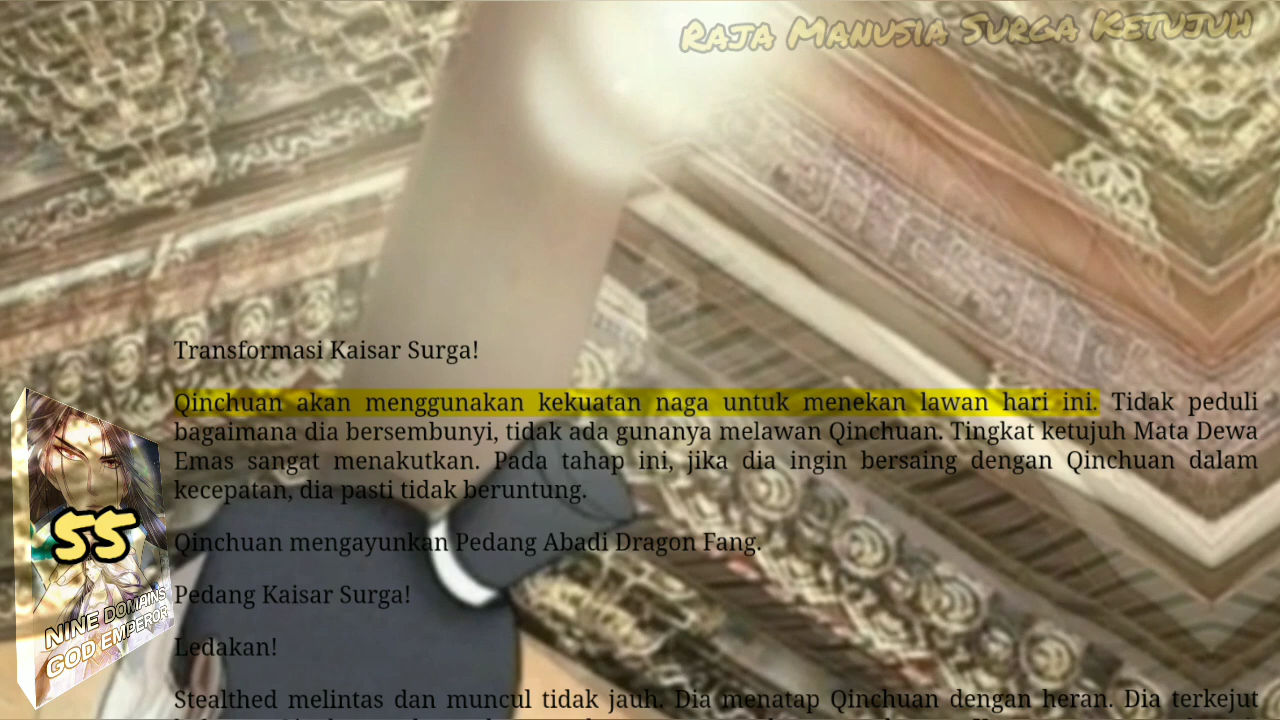 Raja Manusia Surga Ketujuh
Transformasi Kaisar Surga!
Qinchuan akan menggunakan kekuatan naga untuk menekan lawan hari ini. Tidak peduli
bagaimana dia bersembunyi, tidak ada gunanya melawan Qinchuan. Tingkat ketujuh Mata Dewa
Emas sangat menakutkan. Pada tahap ini, jika dia ingin bersaing dengan Qinchuan dalam
kecepatan, dia pasti tidak beruntung.
Qinchuan mengayunkan Pedang Abadi Dragon Fang.
Pedang Kaisar Surga!
Ledakan!
Stealthed melintas dan muncul tidak jauh. Dia menatap Qinchuan dengan heran. Dia terkejut
55
NINE DOMAINS
GOD EMPEROR